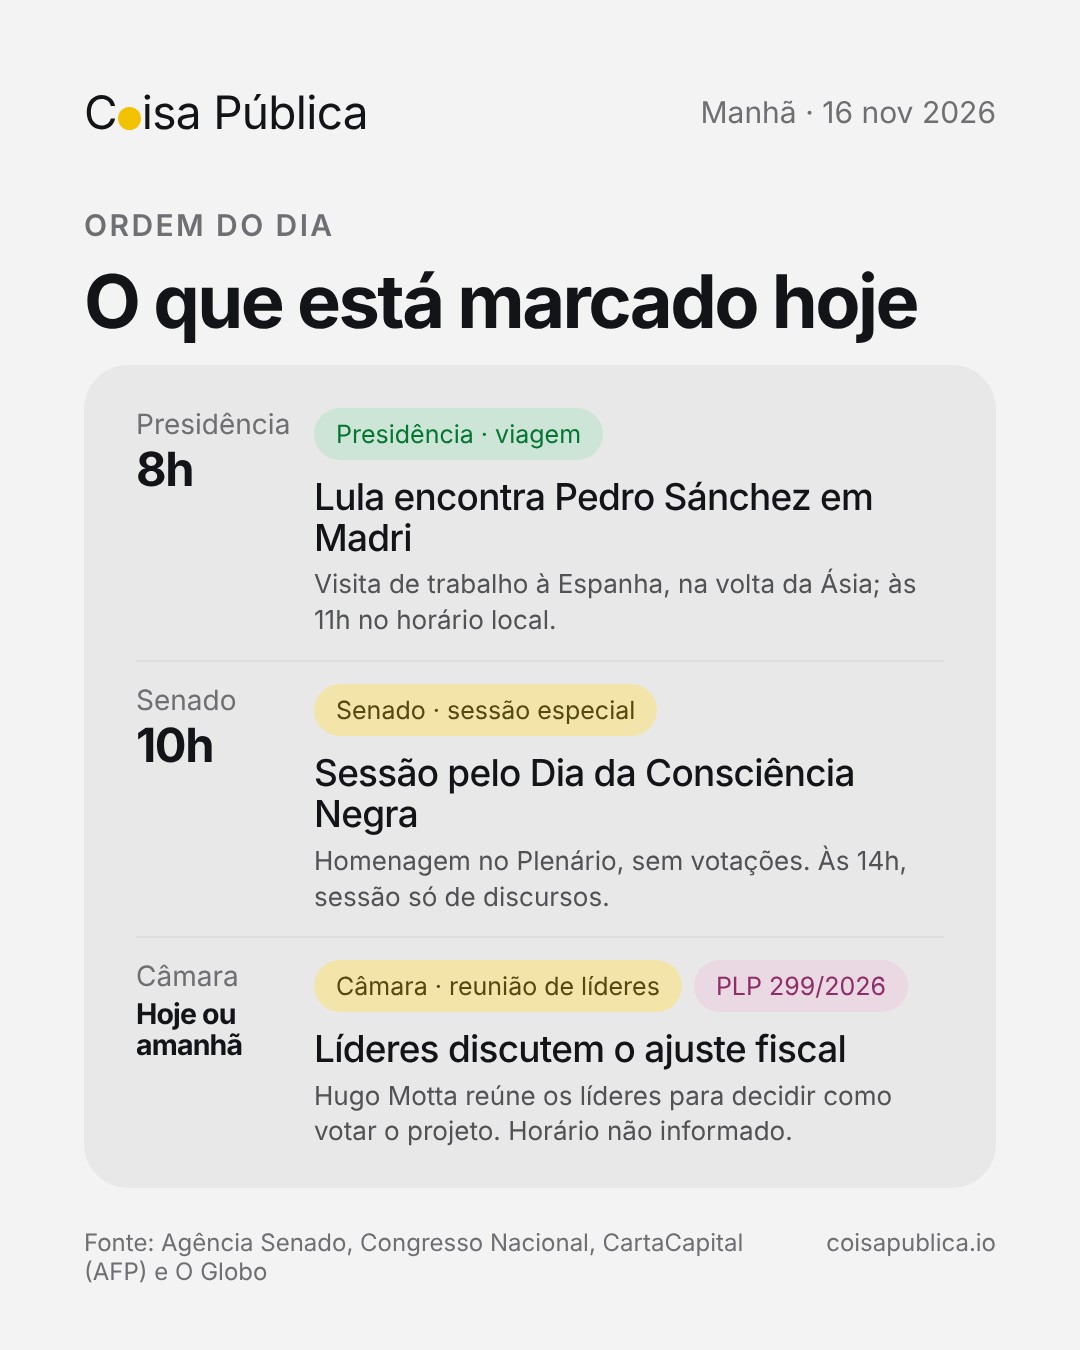 Coisa Pública
Manhã · 16 nov 2026
ORDEM DO DIA
O que está marcado hoje
Presidência
8h
Presidência · viagem
Lula encontra Pedro Sánchez em
Madri
Visita de trabalho à Espanha, na volta da Ásia; às
11h no horário local.
Senado
10h
Senado · sessão especial
Sessão pelo Dia da Consciência
Negra
Homenagem no Plenário, sem votações. Às 14h,
sessão só de discursos.
Câmara
Hoje ou
amanhã
Câmara · reunião de líderes
PLP 299/2026
Líderes discutem o ajuste fiscal
Hugo Motta reúne os líderes para decidir como
votar o projeto. Horário não informado.
Fonte: Agência Senado, Congresso Nacional, CartaCapital
(AFP) e O Globo
coisapublica.io